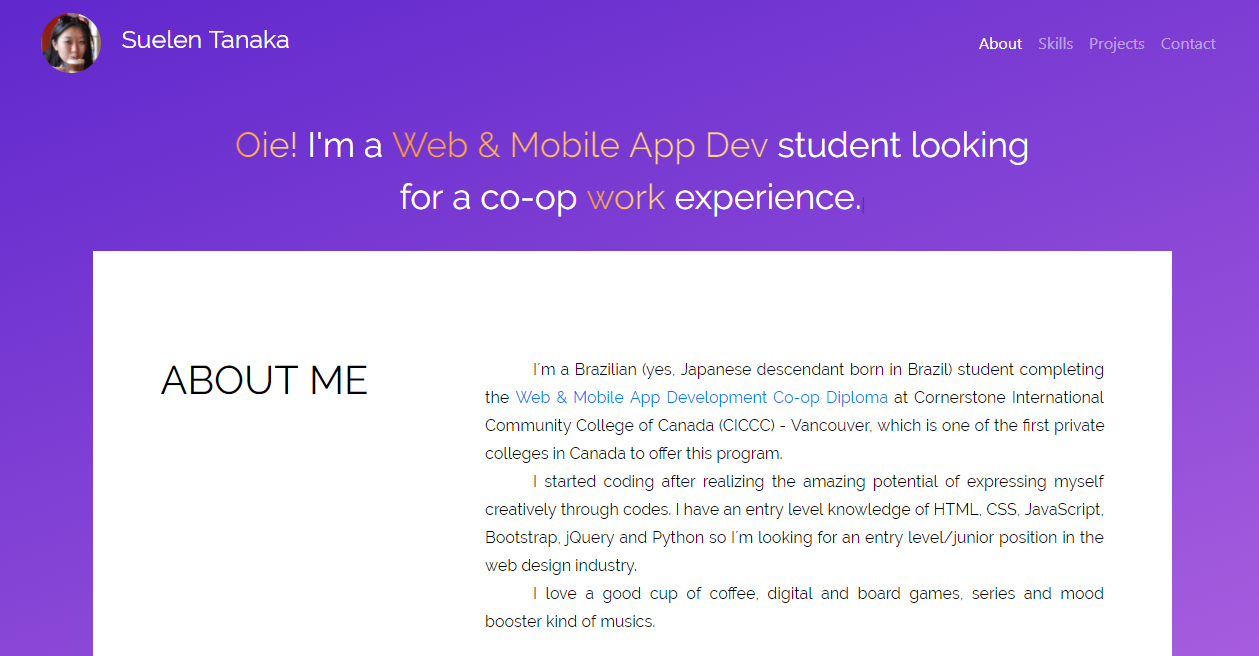 Suelen Tanaka
About Skills Projects Contact
Oie! I'm a Web & Mobile App Dev student looking
for a co-op work experience.
ABOUT ME
I´m a Brazilian (yes, Japanese descendant born in Brazil) student completing
the Web & Mobile App Development Co-op Diploma at Cornerstone International
Community College of Canada (CICCC) - Vancouver, which is one of the first private
colleges in Canada to offer this program.
I started coding after realizing the amazing potential of expressing myself
creatively through codes. I have an entry level knowledge of HTML, CSS, JavaScript,
Bootstrap, jQuery and Python so I´m looking for an entry level/junior position in the
web design industry.
I love a good cup of coffee, digital and board games, series and mood
booster kind of musics.